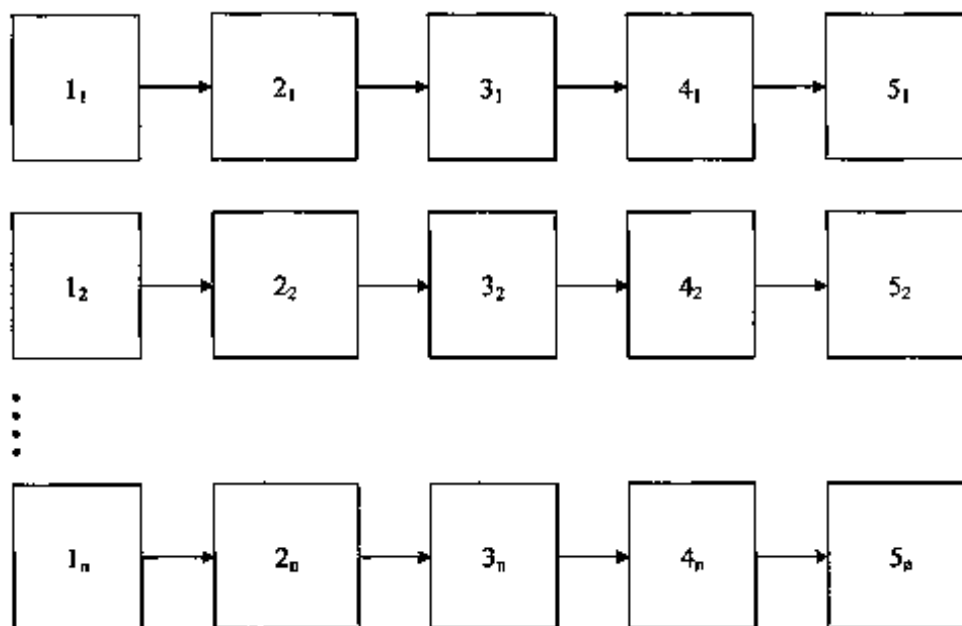 1₁ 2₁ 3₁ 4₁ 5₁
1₂ 2₂ 3₂ 4₂ 5₂
1ₙ 2ₙ 3ₙ 4ₙ 5ₙ